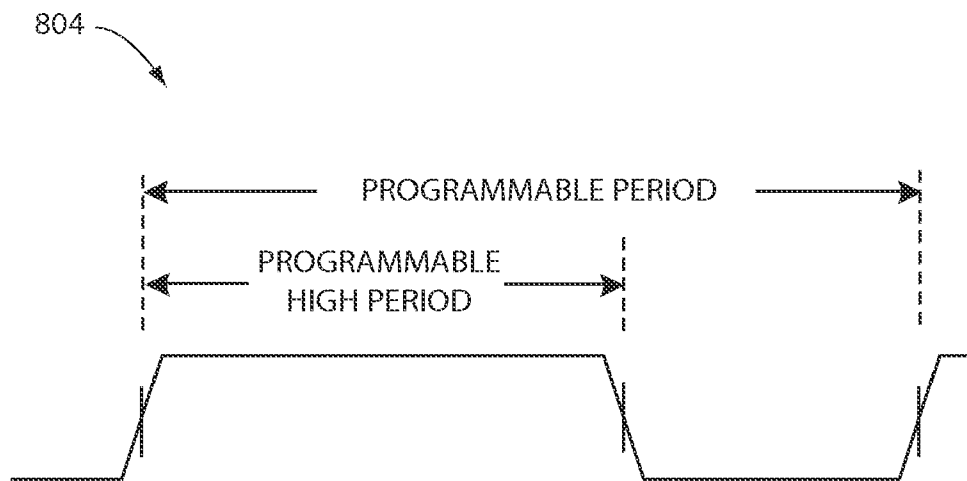 804
PROGRAMMABLE PERIOD
PROGRAMMABLE
HIGH PERIOD